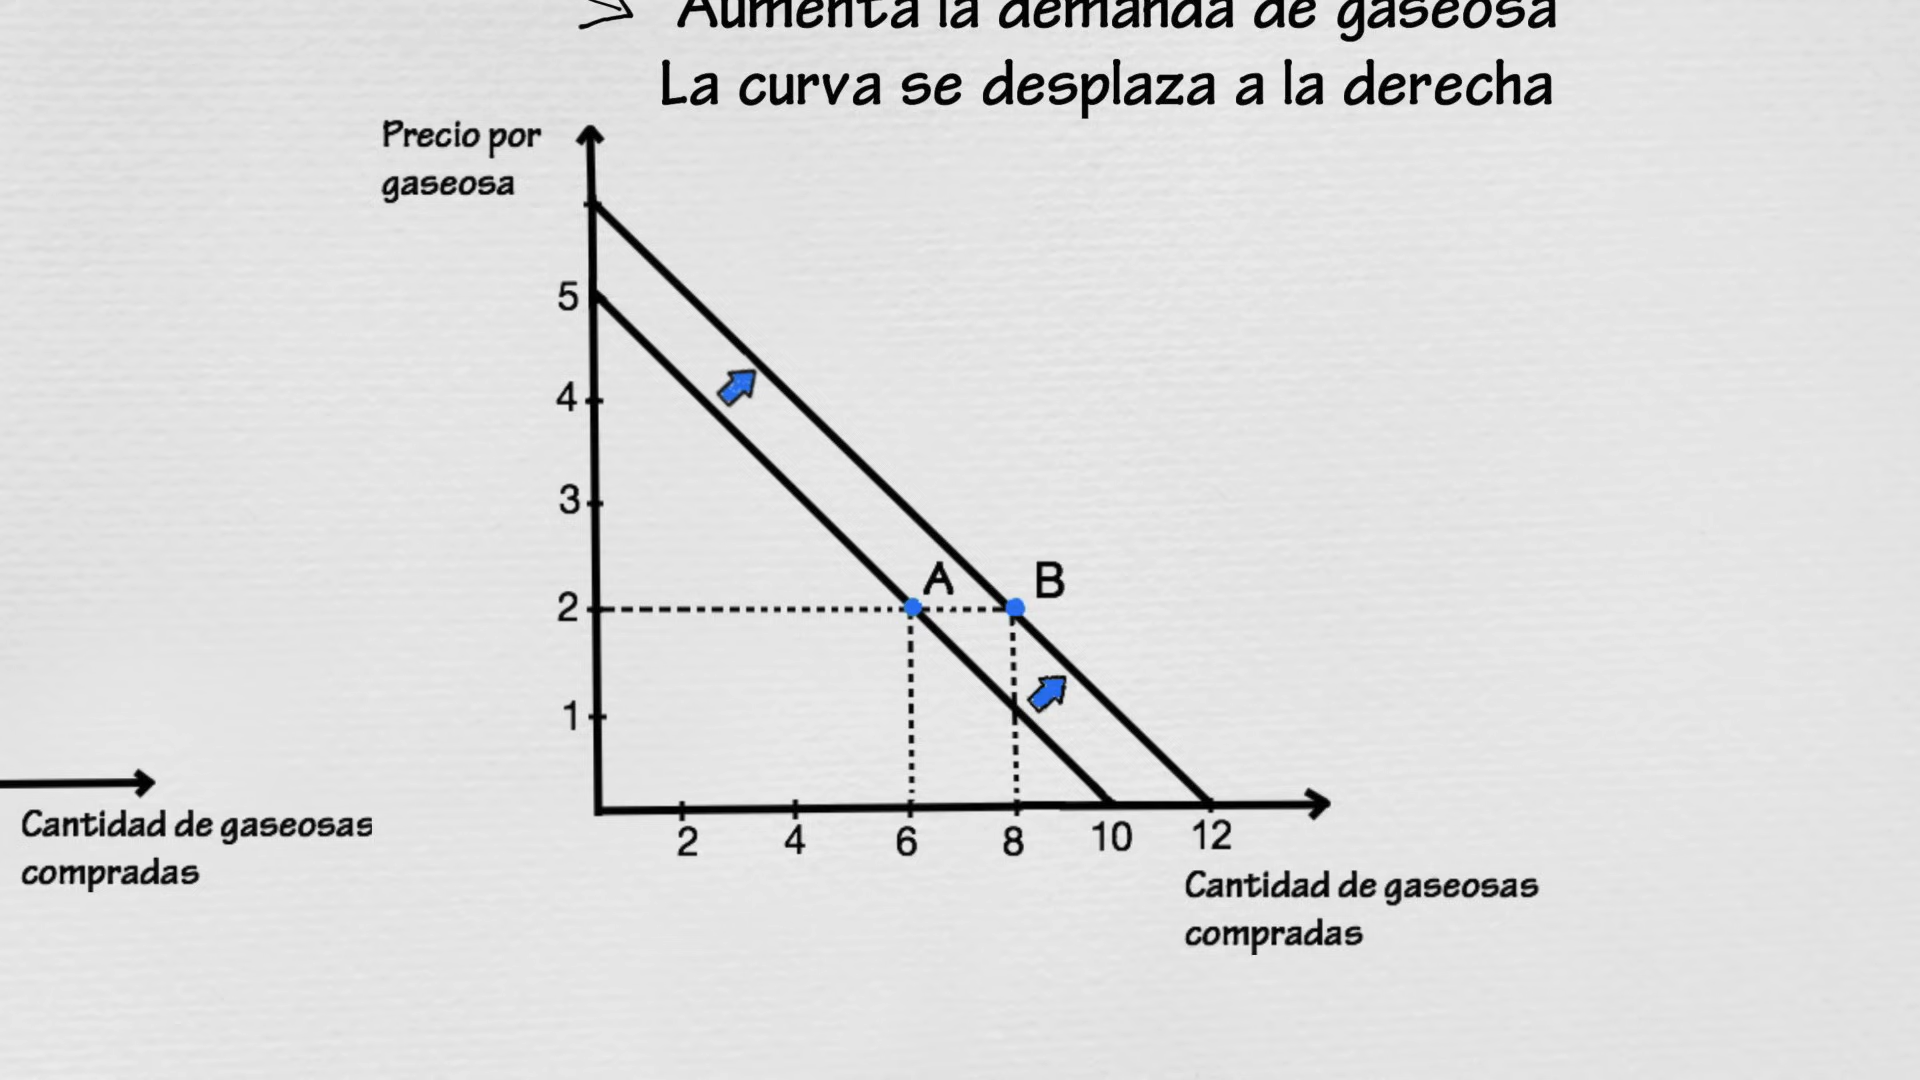 Aumenta la demanda de gaseosa
La curva se desplaza a la derecha
Precio por
gaseosa
5
4
3
2
1
A
B
2
4
6
8
10
12
Cantidad de gaseosas
compradas
Cantidad de gaseosas
compradas